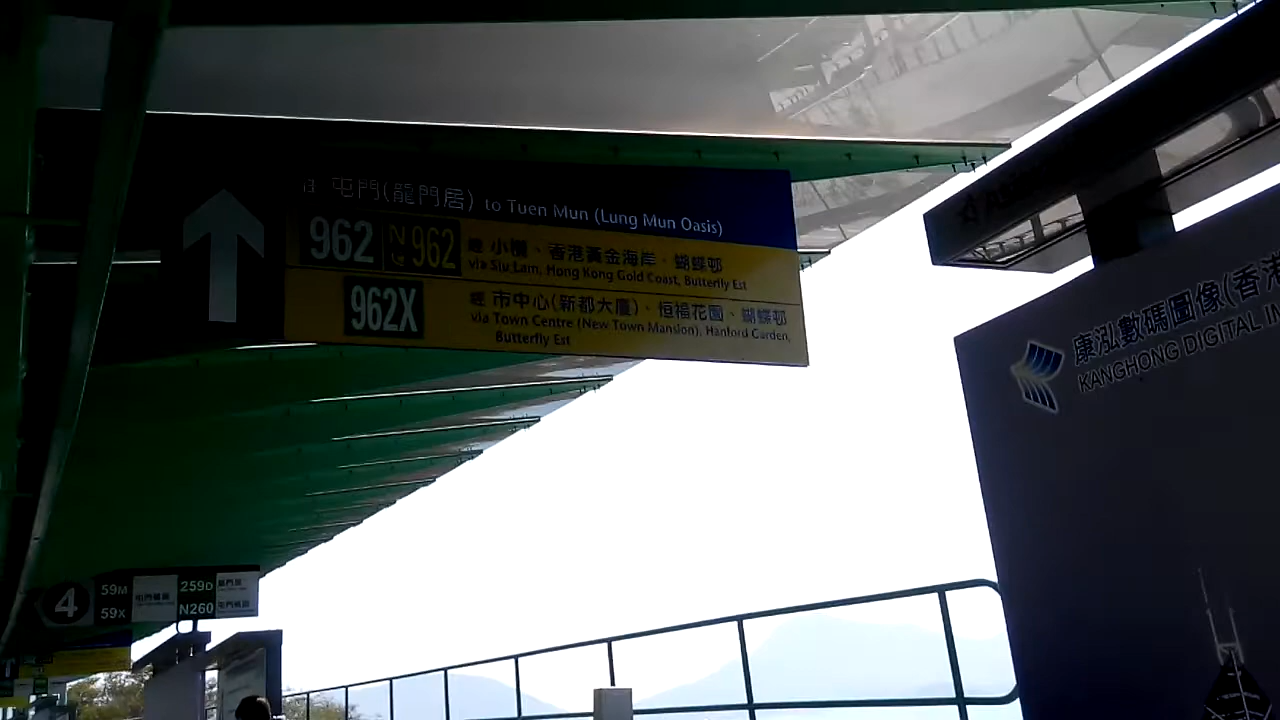 屯門(龍門居) to Tuen Mun (Lung Mun Oasis)
962 N962 經 小欖、香港黃金海岸、蝴蝶邨
via Siu Lam, Hong Kong Gold Coast, Butterfly Est
962X 經 市中心(新都大廈)、恒福花園、蝴蝶邨
via Town Centre (New Town Mansion), Hanford Garden,
Butterfly Est
康泓數碼圖像(香港
KANGHONG DIGITAL
4 59M 259D
59X N260